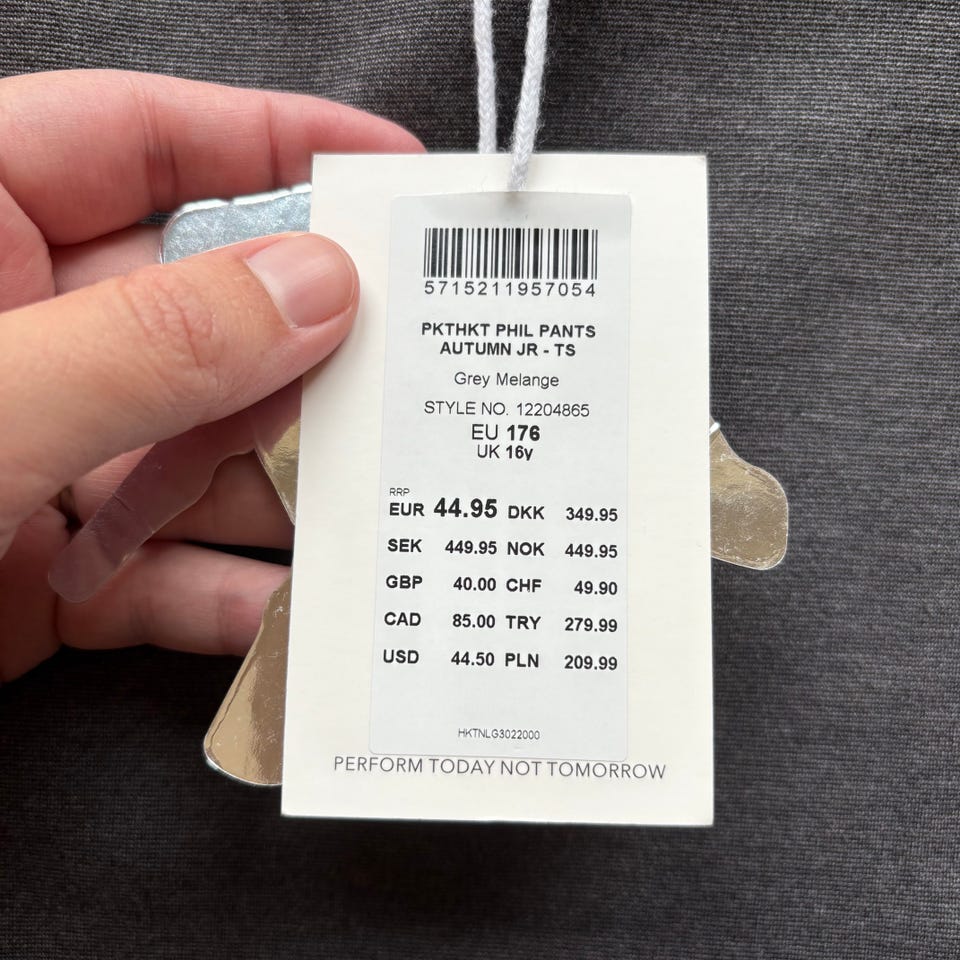 5715211957054
PKTHKT PHIL PANTS
AUTUMN JR - TS
Grey Melange
STYLE NO. 12204865
EU 176
UK 16y
RRP
EUR 44.95 DKK 349.95
SEK 449.95 NOK 449.95
GBP 40.00 CHF 49.90
CAD 85.00 TRY 279.99
USD 44.50 PLN 209.99
HKTNLG3022000
PERFORM TODAY NOT TOMORROW